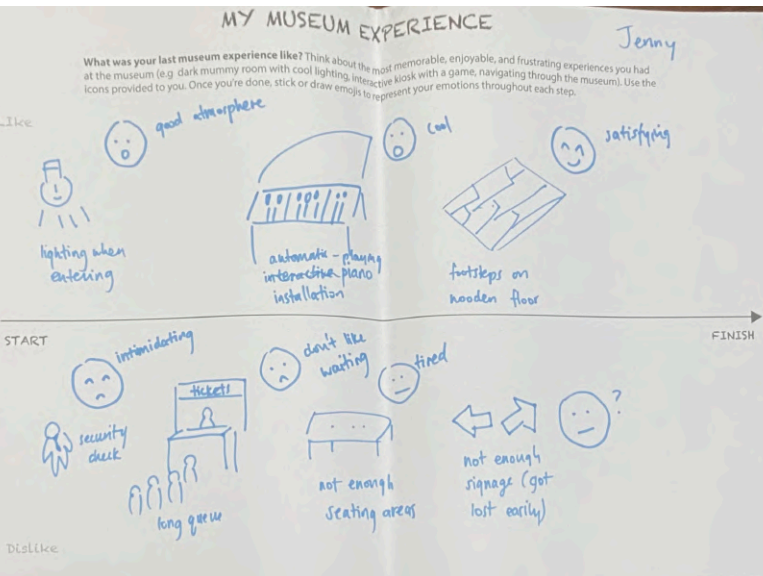 MY MUSEUM EXPERIENCE
Jenny
What was your last museum experience like? Think about the most memorable, enjoyable, and frustrating experiences you had
at the museum (e.g. dark mummy room with cool lighting, interactive kiosk with a game, navigating through the museum). Use the
icons provided to you. Once you're done, stick or draw emojis to represent your emotions throughout each step.
Like
good atmosphere
cool
satisfying
lighting when
entering
automatic-playing
interactive piano
installation
footsteps on
wooden floor
START
FINISH
intimidating
don't like
waiting
tired
tickets
?
security
check
long queue
not enough
seating areas
not enough
signage (got
lost easily)
Dislike